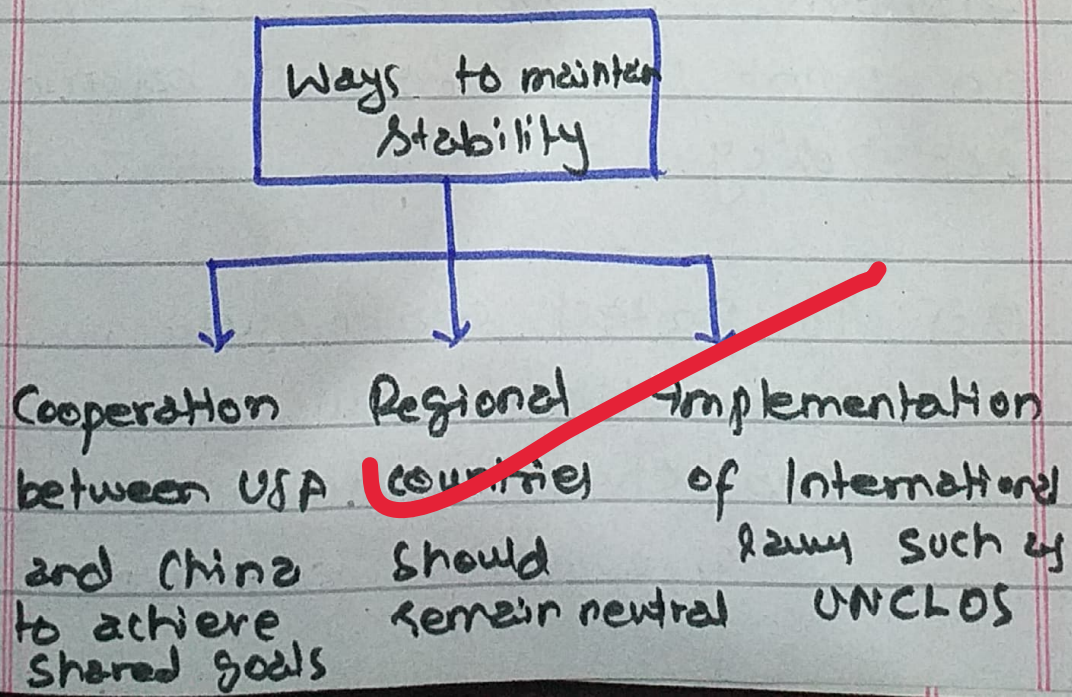 Ways to maintain
stability
Cooperation
between USA
and China
to achieve
shared goals
Regional
countries
should
remain neutral
Implementation
of International
laws such as
UNCLOS